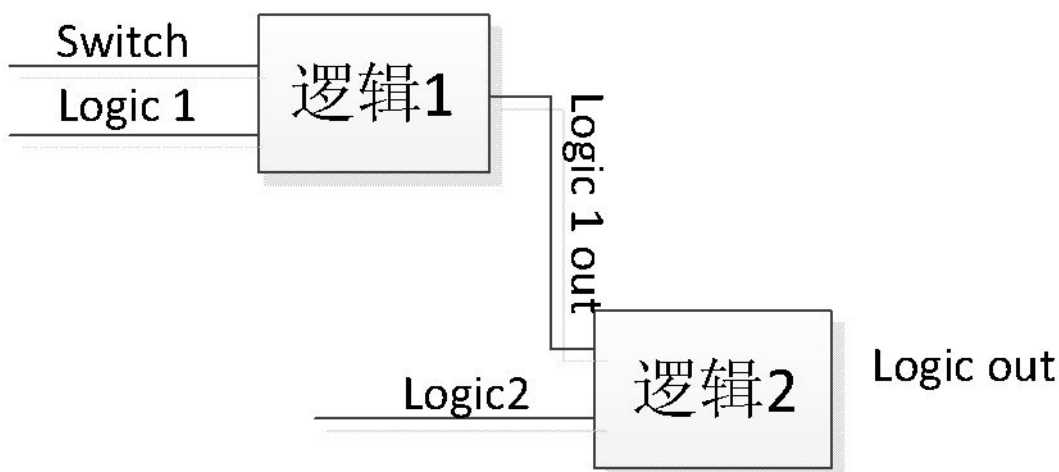 Switch
Logic 1
逻辑1
Logic 1 out
Logic2
逻辑2
Logic out